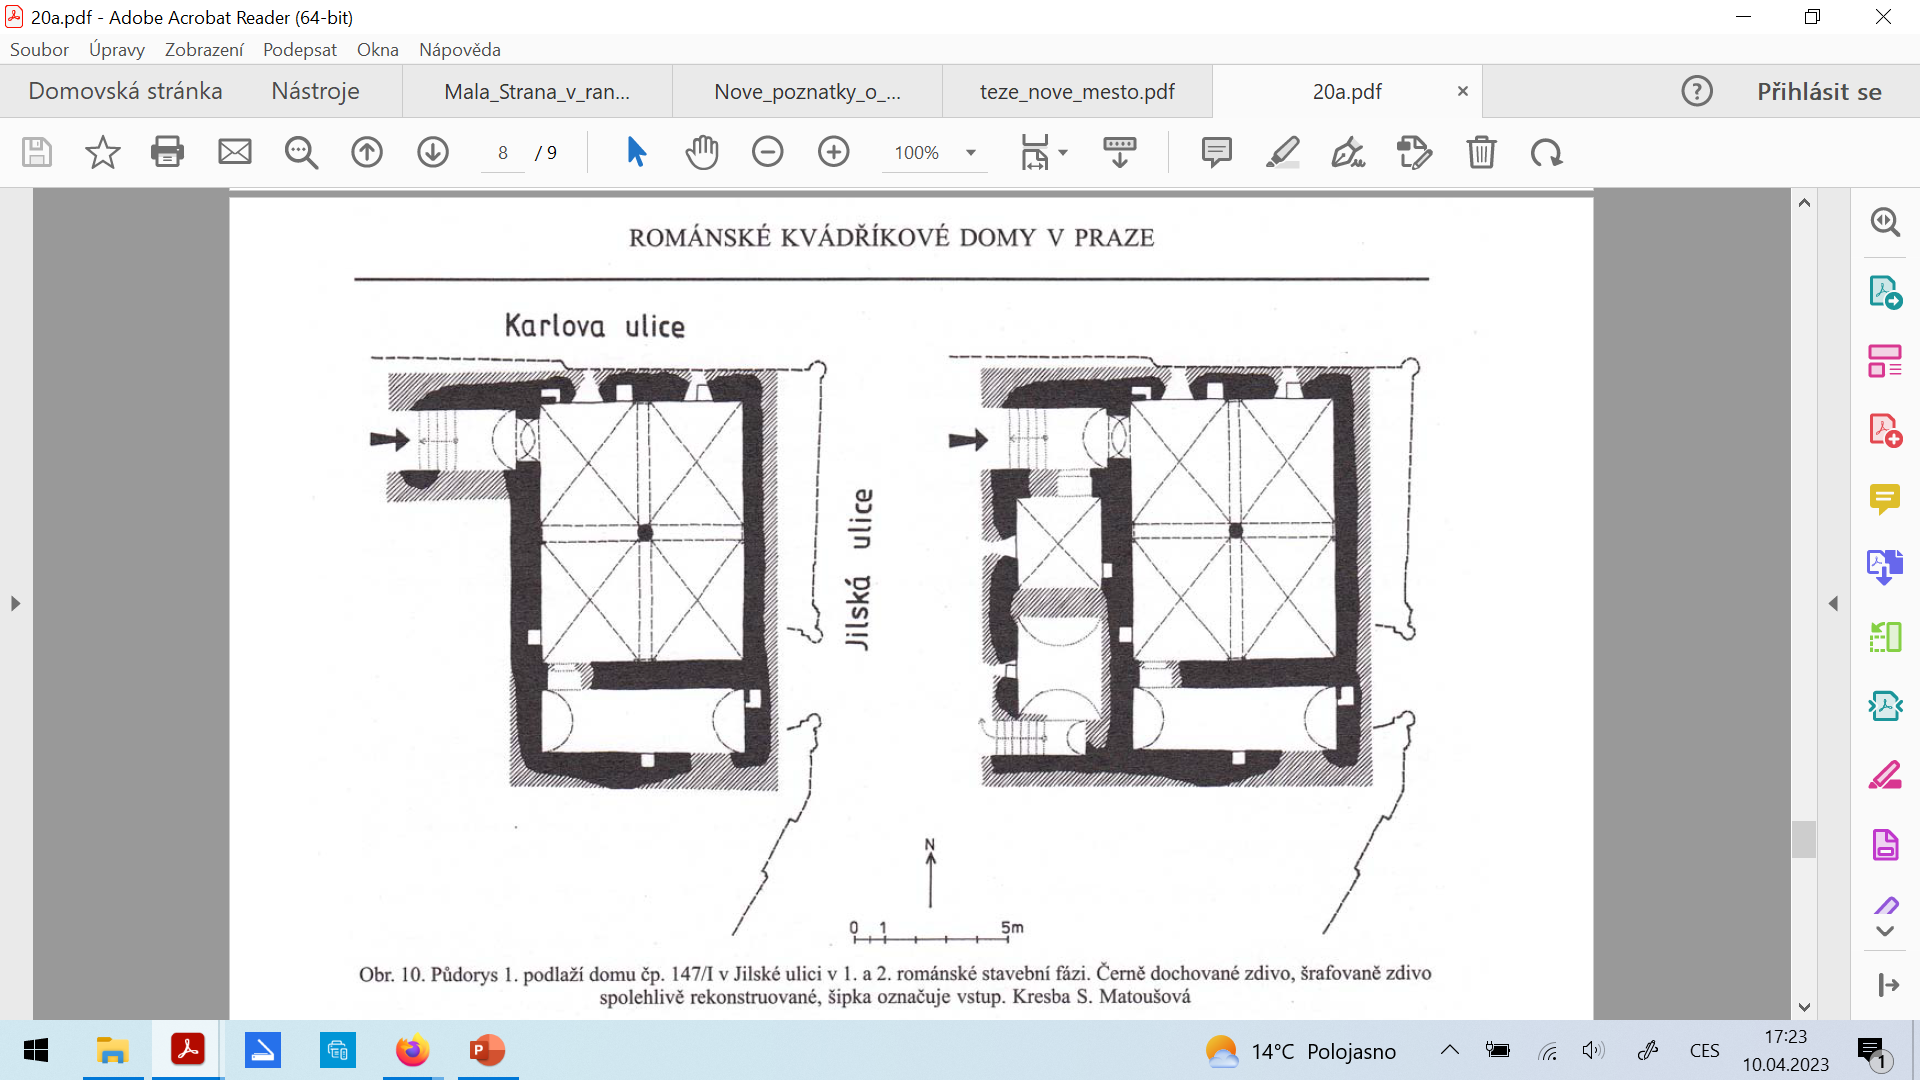 20a.pdf - Adobe Acrobat Reader (64-bit)
Soubor Úpravy Zobrazení Podepsat Okna Nápověda
Domovská stránka Nástroje Mala_Strana_v_ran... Nove_poznatky_o_... teze_nove_mesto.pdf 20a.pdf × ? Přihlásit se
8 / 9 100%
ROMÁNSKÉ KVÁDŘÍKOVÉ DOMY V PRAZE
Karlova ulice
Jilská ulice
N
0 1 5m
Obr. 10. Půdorys 1. podlaží domu čp. 147/I v Jilské ulici v 1. a 2. románské stavební fázi. Černě dochované zdivo, šrafovaně zdivo
spolehlivě rekonstruované, šipka označuje vstup. Kresba S. Matoušová
14°C Polojasno CES 17:23
10.04.2023
1